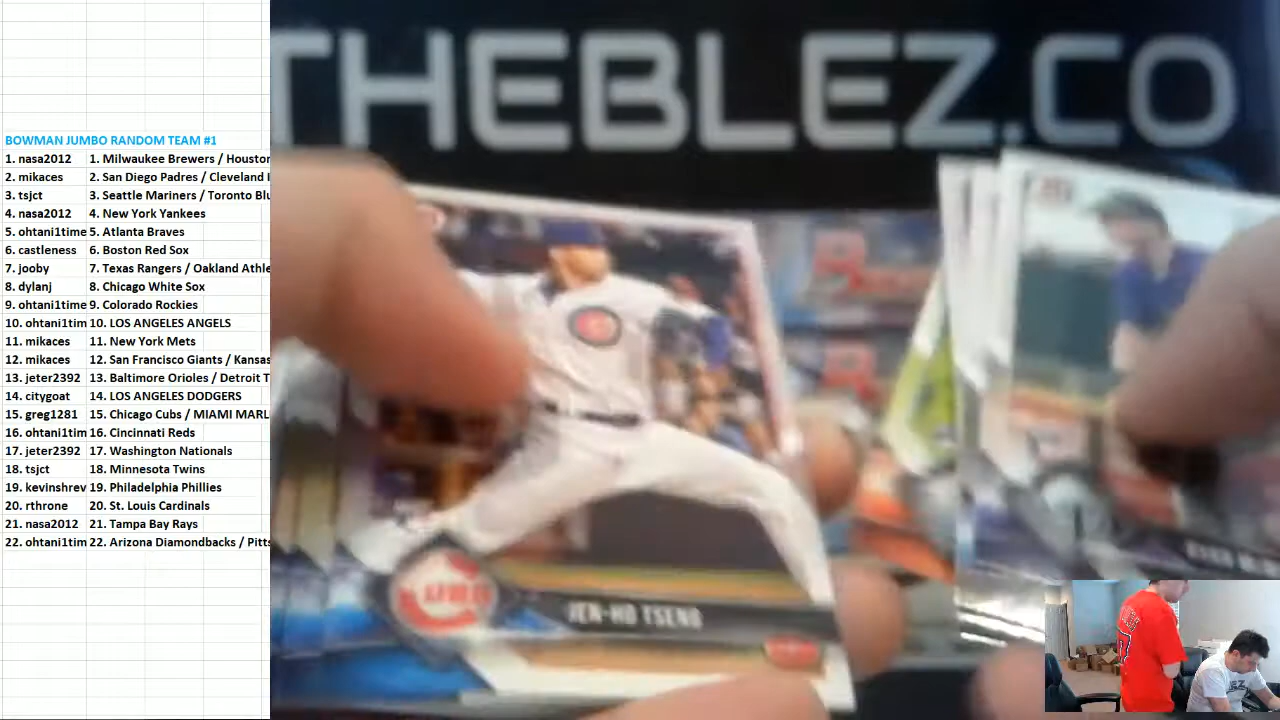 THEBLEZ.CO
BOWMAN JUMBO RANDOM TEAM #1
1. nasa2012 1. Milwaukee Brewers / Houston
2. mikaces 2. San Diego Padres / Cleveland I
3. tsjct 3. Seattle Mariners / Toronto Blu
4. nasa2012 4. New York Yankees
5. ohtani1time 5. Atlanta Braves
6. castleness 6. Boston Red Sox
7. jooby 7. Texas Rangers / Oakland Athle
8. dylanj 8. Chicago White Sox
9. ohtani1time 9. Colorado Rockies
10. ohtani1tim 10. LOS ANGELES ANGELS
11. mikaces 11. New York Mets
12. mikaces 12. San Francisco Giants / Kansas
13. jeter2392 13. Baltimore Orioles / Detroit T
14. citygoat 14. LOS ANGELES DODGERS
15. greg1281 15. Chicago Cubs / MIAMI MARL
16. ohtani1tim 16. Cincinnati Reds
17. jeter2392 17. Washington Nationals
18. tsjct 18. Minnesota Twins
19. kevinshrev 19. Philadelphia Phillies
20. rthrone 20. St. Louis Cardinals
21. nasa2012 21. Tampa Bay Rays
22. ohtani1tim 22. Arizona Diamondbacks / Pitts
CUBS
JEN-HO TSENG